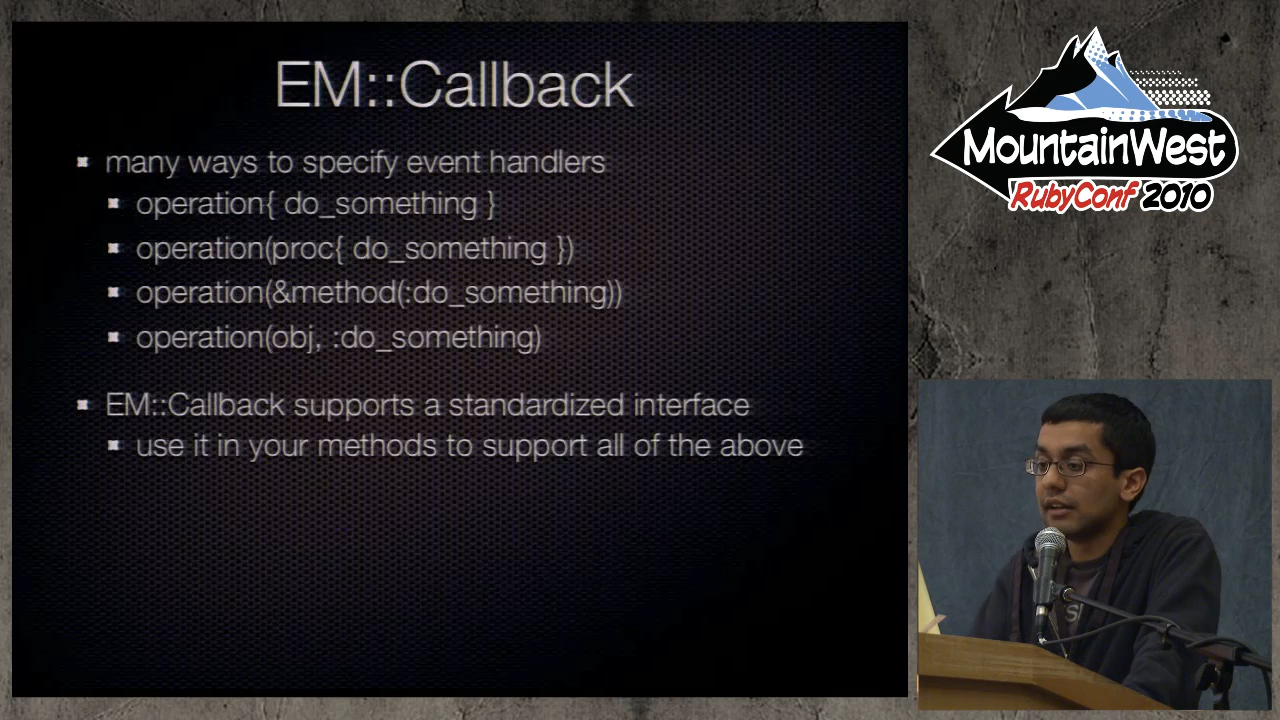 EM::Callback
many ways to specify event handlers
operation{ do_something }
operation(proc{ do_something })
operation(&method(:do_something))
operation(obj, :do_something)
EM::Callback supports a standardized interface
use it in your methods to support all of the above
MountainWest
RubyConf 2010